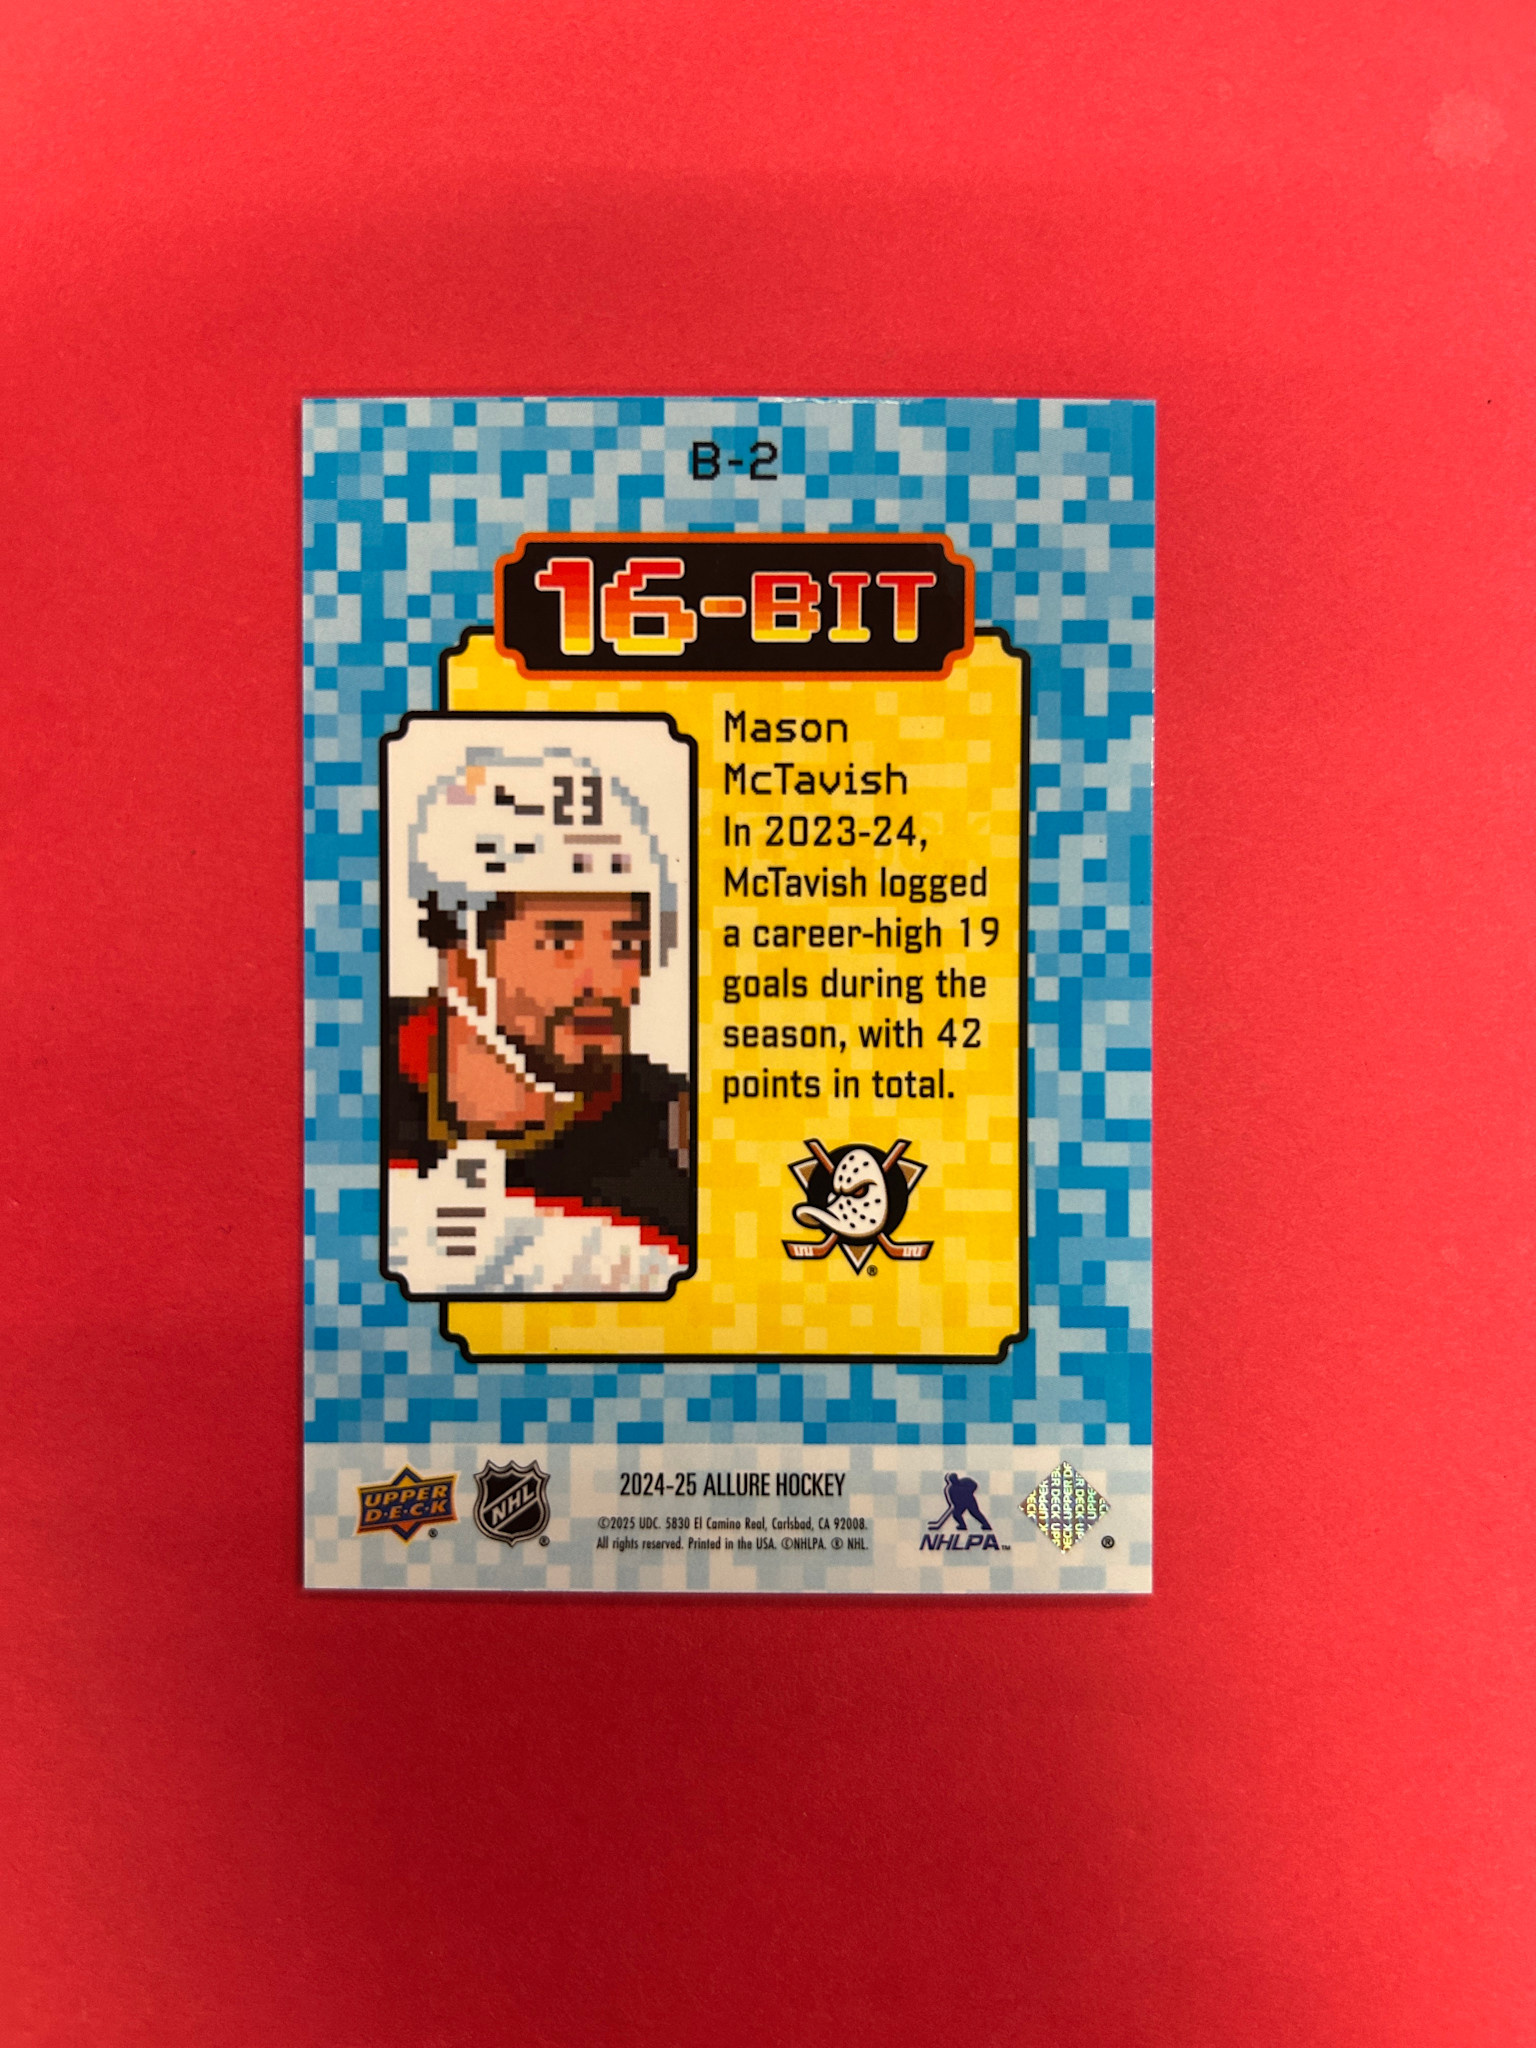 B-2
16-BIT
Mason
McTavish
In 2023-24,
McTavish logged
a career-high 19
goals during the
season, with 42
points in total.
23
®
UPPER
D·E·C·K
®
NHL
®
2024-25 ALLURE HOCKEY
©2025 UDC. 5830 El Camino Real, Carlsbad, CA 92008.
All rights reserved. Printed in the USA. ©NHLPA. ® NHL.
NHLPA™
UPPER DECK
®